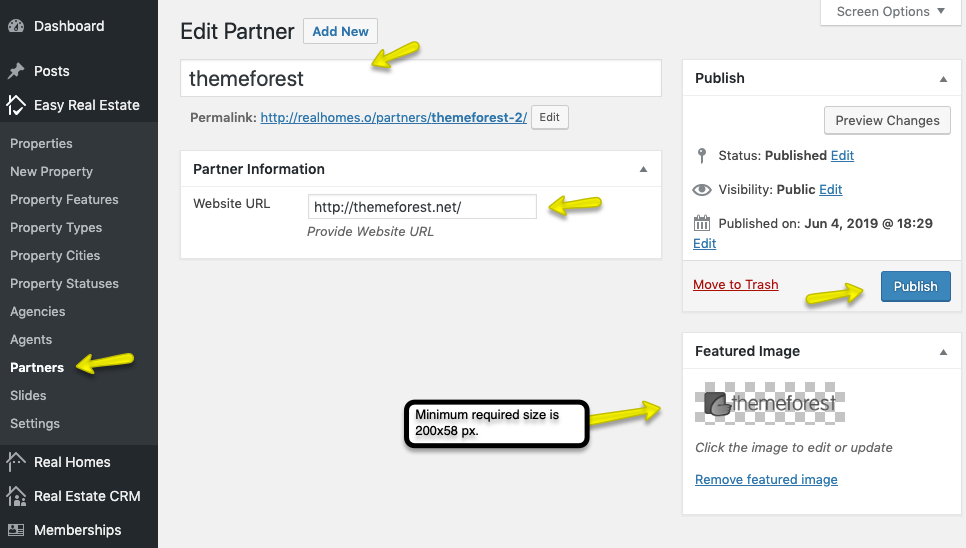 Dashboard
Posts
Easy Real Estate
Properties
New Property
Property Features
Property Types
Property Cities
Property Statuses
Agencies
Agents
Partners
Slides
Settings
Real Homes
Real Estate CRM
Memberships
Screen Options
Edit Partner Add New
themeforest
Permalink: http://realhomes.o/partners/themeforest-2/ Edit
Partner Information
Website URL http://themeforest.net/
Provide Website URL
Minimum required size is
200x58 px.
Publish
Preview Changes
Status: Published Edit
Visibility: Public Edit
Published on: Jun 4, 2019 @ 18:29
Edit
Move to Trash Publish
Featured Image
themeforest
Click the image to edit or update
Remove featured image